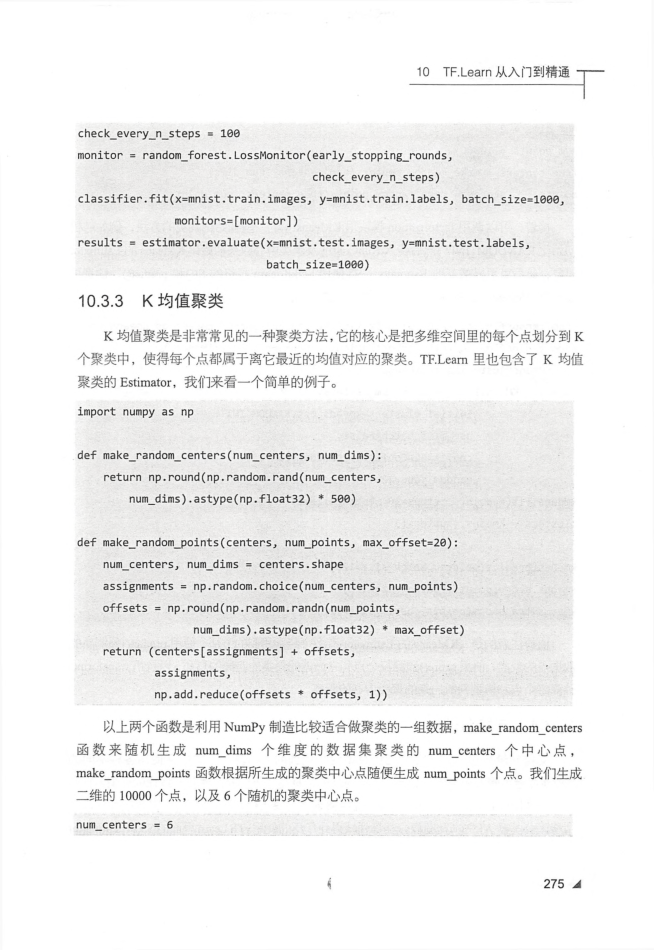 10 TF.Learn 从入门到精通
check_every_n_steps = 100
monitor = random_forest.LossMonitor(early_stopping_rounds,
check_every_n_steps)
classifier.fit(x=mnist.train.images, y=mnist.train.labels, batch_size=1000,
monitors=[monitor])
results = estimator.evaluate(x=mnist.test.images, y=mnist.test.labels,
batch_size=1000)
10.3.3 K 均值聚类
K 均值聚类是非常常见的一种聚类方法，它的核心是把多维空间里的每个点划分到 K
个聚类中，使得每个点都属于离它最近的均值对应的聚类。TF.Learn 里也包含了 K 均值
聚类的 Estimator，我们来看一个简单的例子。
import numpy as np
def make_random_centers(num_centers, num_dims):
return np.round(np.random.rand(num_centers,
num_dims).astype(np.float32) * 500)
def make_random_points(centers, num_points, max_offset=20):
num_centers, num_dims = centers.shape
assignments = np.random.choice(num_centers, num_points)
offsets = np.round(np.random.randn(num_points,
num_dims).astype(np.float32) * max_offset)
return (centers[assignments] + offsets,
assignments,
np.add.reduce(offsets * offsets, 1))
以上两个函数是利用 NumPy 制造比较适合做聚类的一组数据，make_random_centers
函数来随机生成 num_dims 个维度的数据集聚类的 num_centers 个中心点，
make_random_points 函数根据所生成的聚类中心点随便生成 num_points 个点。我们生成
二维的 10000 个点，以及 6 个随机的聚类中心点。
num_centers = 6
275